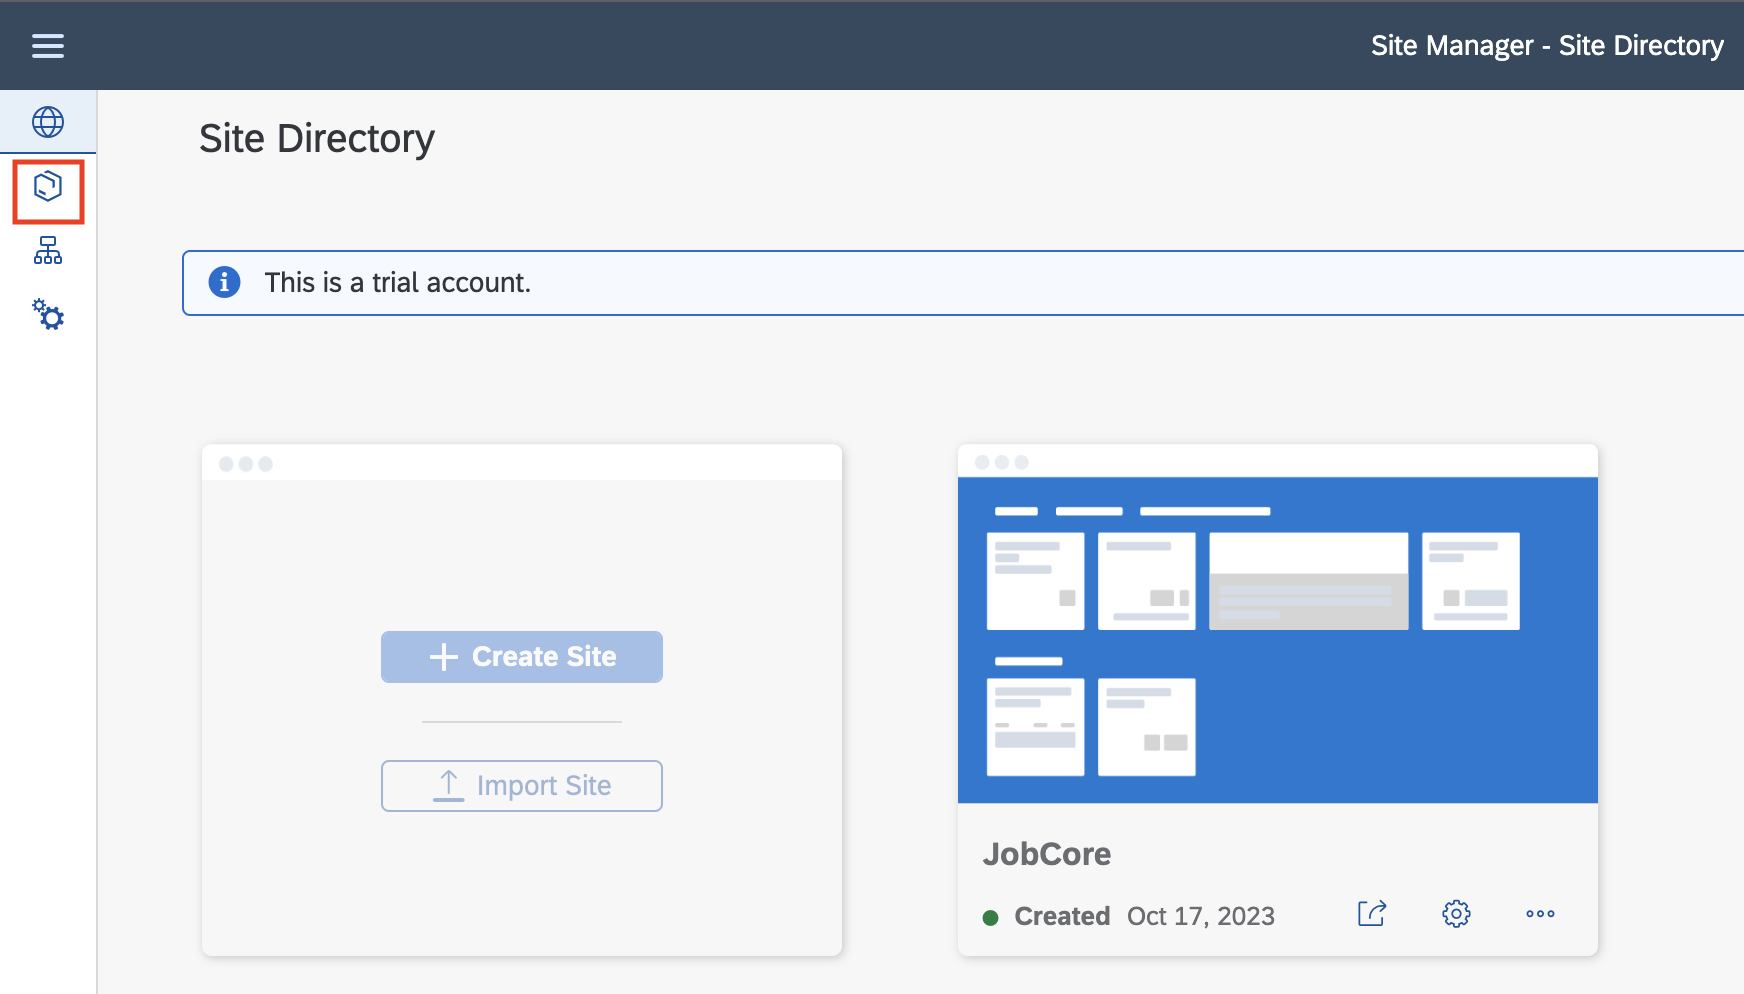 Site Manager - Site Directory
Site Directory
This is a trial account.
Create Site
Import Site
JobCore
Created Oct 17, 2023